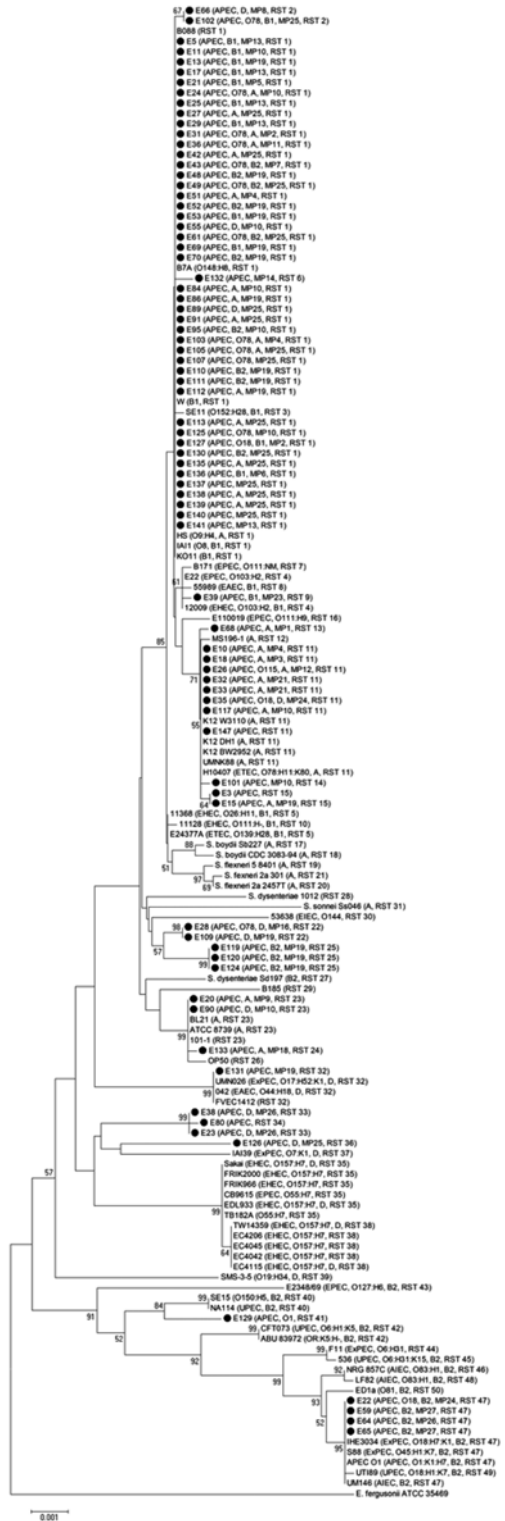 67
E66 (APEC, D, MP8, RST 2)
E102 (APEC, O78, B1, MP25, RST 2)
B088 (RST 1)
E5 (APEC, B1, MP13, RST 1)
E11 (APEC, B1, MP10, RST 1)
E13 (APEC, B1, MP19, RST 1)
E17 (APEC, B1, MP13, RST 1)
E21 (APEC, B1, MP5, RST 1)
E24 (APEC, O78, A, MP10, RST 1)
E25 (APEC, B1, MP13, RST 1)
E27 (APEC, A, MP25, RST 1)
E29 (APEC, B1, MP13, RST 1)
E31 (APEC, O78, A, MP2, RST 1)
E36 (APEC, O78, A, MP11, RST 1)
E42 (APEC, A, MP25, RST 1)
E43 (APEC, O78, B2, MP7, RST 1)
E48 (APEC, B2, MP19, RST 1)
E49 (APEC, O78, B2, MP25, RST 1)
E51 (APEC, A, MP4, RST 1)
E52 (APEC, B2, MP19, RST 1)
E53 (APEC, B1, MP19, RST 1)
E55 (APEC, D, MP10, RST 1)
E61 (APEC, O78, B2, MP25, RST 1)
E69 (APEC, B1, MP19, RST 1)
E70 (APEC, B2, MP19, RST 1)
B7A (O148:H8, RST 1)
E132 (APEC, MP14, RST 6)
E84 (APEC, A, MP10, RST 1)
E86 (APEC, A, MP19, RST 1)
E89 (APEC, D, MP25, RST 1)
E91 (APEC, A, MP25, RST 1)
E95 (APEC, B2, MP10, RST 1)
E103 (APEC, O78, A, MP4, RST 1)
E105 (APEC, O78, A, MP25, RST 1)
E107 (APEC, O78, MP25, RST 1)
E110 (APEC, B2, MP19, RST 1)
E111 (APEC, B2, MP19, RST 1)
E112 (APEC, A, MP19, RST 1)
W (B1, RST 1)
SE11 (O152:H28, B1, RST 3)
E113 (APEC, A, MP25, RST 1)
E125 (APEC, O78, MP10, RST 1)
E127 (APEC, O18, B1, MP2, RST 1)
E130 (APEC, B2, MP25, RST 1)
E135 (APEC, A, MP25, RST 1)
E136 (APEC, B1, MP6, RST 1)
E137 (APEC, MP25, RST 1)
E138 (APEC, A, MP25, RST 1)
E139 (APEC, A, MP25, RST 1)
E140 (APEC, MP25, RST 1)
E141 (APEC, MP13, RST 1)
HS (O9:H4, A, RST 1)
IAI1 (O8, B1, RST 1)
KO11 (B1, RST 1)
B171 (EPEC, O111:NM, RST 7)
61
E22 (EPEC, O103:H2, RST 4)
55989 (EAEC, B1, RST 8)
E39 (APEC, B1, MP23, RST 9)
12009 (EHEC, O103:H2, B1, RST 4)
E110019 (EPEC, O111:H9, RST 16)
E68 (APEC, A, MP1, RST 13)
85
MS196-1 (A, RST 12)
E10 (APEC, A, MP4, RST 11)
E18 (APEC, A, MP3, RST 11)
E26 (APEC, O115, A, MP12, RST 11)
71
E32 (APEC, A, MP21, RST 11)
E33 (APEC, A, MP21, RST 11)
E35 (APEC, O18, D, MP24, RST 11)
E117 (APEC, A, MP10, RST 11)
55
K12 W3110 (A, RST 11)
E147 (APEC, RST 11)
K12 DH1 (A, RST 11)
K12 BW2952 (A, RST 11)
UMNK88 (A, RST 11)
H10407 (ETEC, O78:H11:K80, A, RST 11)
E101 (APEC, MP10, RST 14)
E3 (APEC, RST 15)
64
E15 (APEC, A, MP19, RST 15)
11368 (EHEC, O26:H11, B1, RST 5)
11128 (EHEC, O111:H-, B1, RST 10)
E24377A (ETEC, O139:H28, B1, RST 5)
88
S. boydii Sb227 (A, RST 17)
S. boydii CDC 3083-94 (A, RST 18)
51
S. flexneri 5 8401 (A, RST 19)
97
S. fexneri 2a 301 (A, RST 21)
69
S. flexneri 2a 2457T (A, RST 20)
S. dysenteriae 1012 (RST 28)
S. sonnei Ss046 (A, RST 31)
53638 (EIEC, O144, RST 30)
98
E28 (APEC, O78, D, MP16, RST 22)
E109 (APEC, D, MP19, RST 22)
57
E119 (APEC, B2, MP19, RST 25)
E120 (APEC, B2, MP19, RST 25)
99
E124 (APEC, B2, MP19, RST 25)
S. dysenteriae Sd197 (B2, RST 27)
B185 (RST 29)
E20 (APEC, A, MP9, RST 23)
E90 (APEC, D, MP10, RST 23)
BL21 (A, RST 23)
ATCC 8739 (A, RST 23)
99
101-1 (RST 23)
E133 (APEC, A, MP18, RST 24)
OP50 (RST 26)
E131 (APEC, MP19, RST 32)
UMN026 (ExPEC, O17:H52:K1, D, RST 32)
99
042 (EAEC, O44:H18, D, RST 32)
FVEC1412 (RST 32)
99
E38 (APEC, D, MP26, RST 33)
E80 (APEC, RST 34)
E23 (APEC, D, MP26, RST 33)
E126 (APEC, D, MP25, RST 36)
IAI39 (ExPEC, O7:K1, D, RST 37)
57
Sakai (EHEC, O157:H7, D, RST 35)
FRIK2000 (EHEC, O157:H7, RST 35)
FRIK966 (EHEC, O157:H7, RST 35)
CB9615 (EPEC, O55:H7, RST 35)
EDL933 (EHEC, O157:H7, D, RST 35)
99
TB182A (O55:H7, RST 35)
TW14359 (EHEC, O157:H7, D, RST 38)
EC4206 (EHEC, O157:H7, RST 38)
64
EC4045 (EHEC, O157:H7, RST 38)
EC4042 (EHEC, O157:H7, RST 38)
EC4115 (EHEC, O157:H7, D, RST 38)
SMS-3-5 (O19:H34, D, RST 39)
E2348/69 (EPEC, O127:H6, B2, RST 43)
91
99
SE15 (O150:H5, B2, RST 40)
84
NA114 (UPEC, B2, RST 40)
E129 (APEC, O1, RST 41)
52
99
CFT073 (UPEC, O6:H1:K5, B2, RST 42)
ABU 83972 (OR:K5:H-, B2, RST 42)
92
99
F11 (ExPEC, O6:H31, RST 44)
536 (UPEC, O6:H31:K15, B2, RST 45)
99
92
NRG 857C (AIEC, O83:H1, B2, RST 46)
LF82 (AIEC, O83:H1, B2, RST 48)
93
ED1a (O81, B2, RST 50)
E22 (APEC, O18, B2, MP24, RST 47)
E59 (APEC, B2, MP27, RST 47)
52
E64 (APEC, B2, MP26, RST 47)
E65 (APEC, B2, MP27, RST 47)
IHE3034 (ExPEC, O18:H7:K1, B2, RST 47)
95
S88 (ExPEC, O45:H1:K7, B2, RST 47)
APEC O1 (APEC, O1:K1:H7, B2, RST 47)
UTI89 (UPEC, O18:H1:K7, B2, RST 49)
UM146 (AIEC, B2, RST 47)
E. fergusonii ATCC 35469
0.001